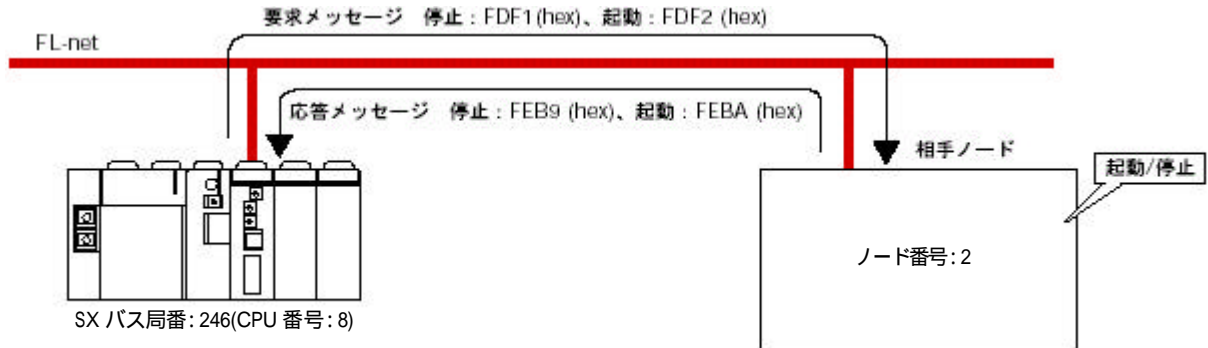 要求メッセージ　停止 : FDF1(hex)、起動 : FDF2 (hex)
FL-net
応答メッセージ　停止 : FEB9 (hex)、起動 : FEBA (hex)
相手ノード
起動/停止
ノード番号: 2
SX バス局番: 246(CPU 番号: 8)